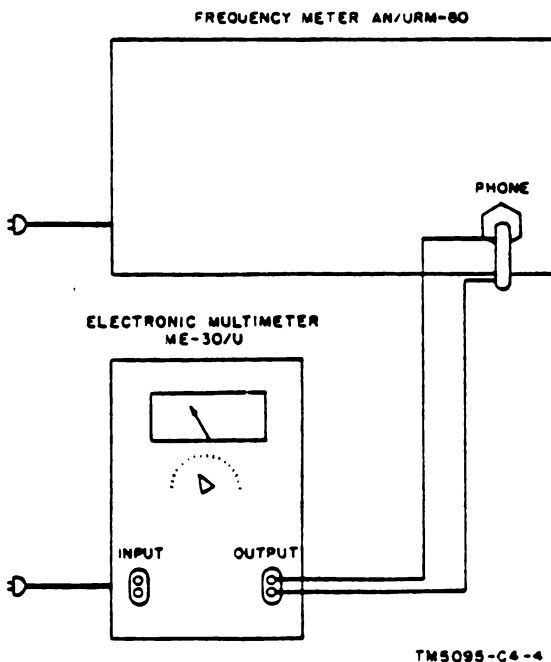 FREQUENCY METER AN/URM-80
PHONE
ELECTRONIC MULTIMETER
ME-30/U
INPUT
OUTPUT
TM5095-C4-4